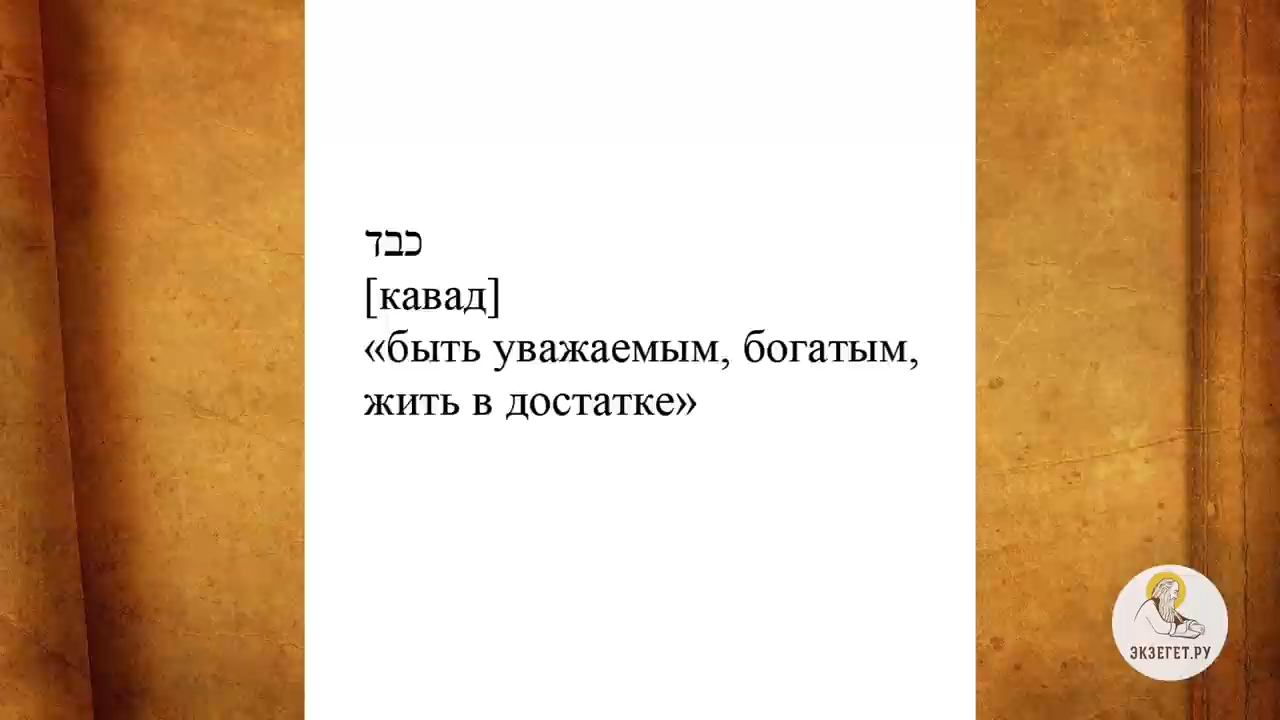 כבד
[кавад]
«быть уважаемым, богатым,
жить в достатке»
ЭКЗЕГЕТ.РУ